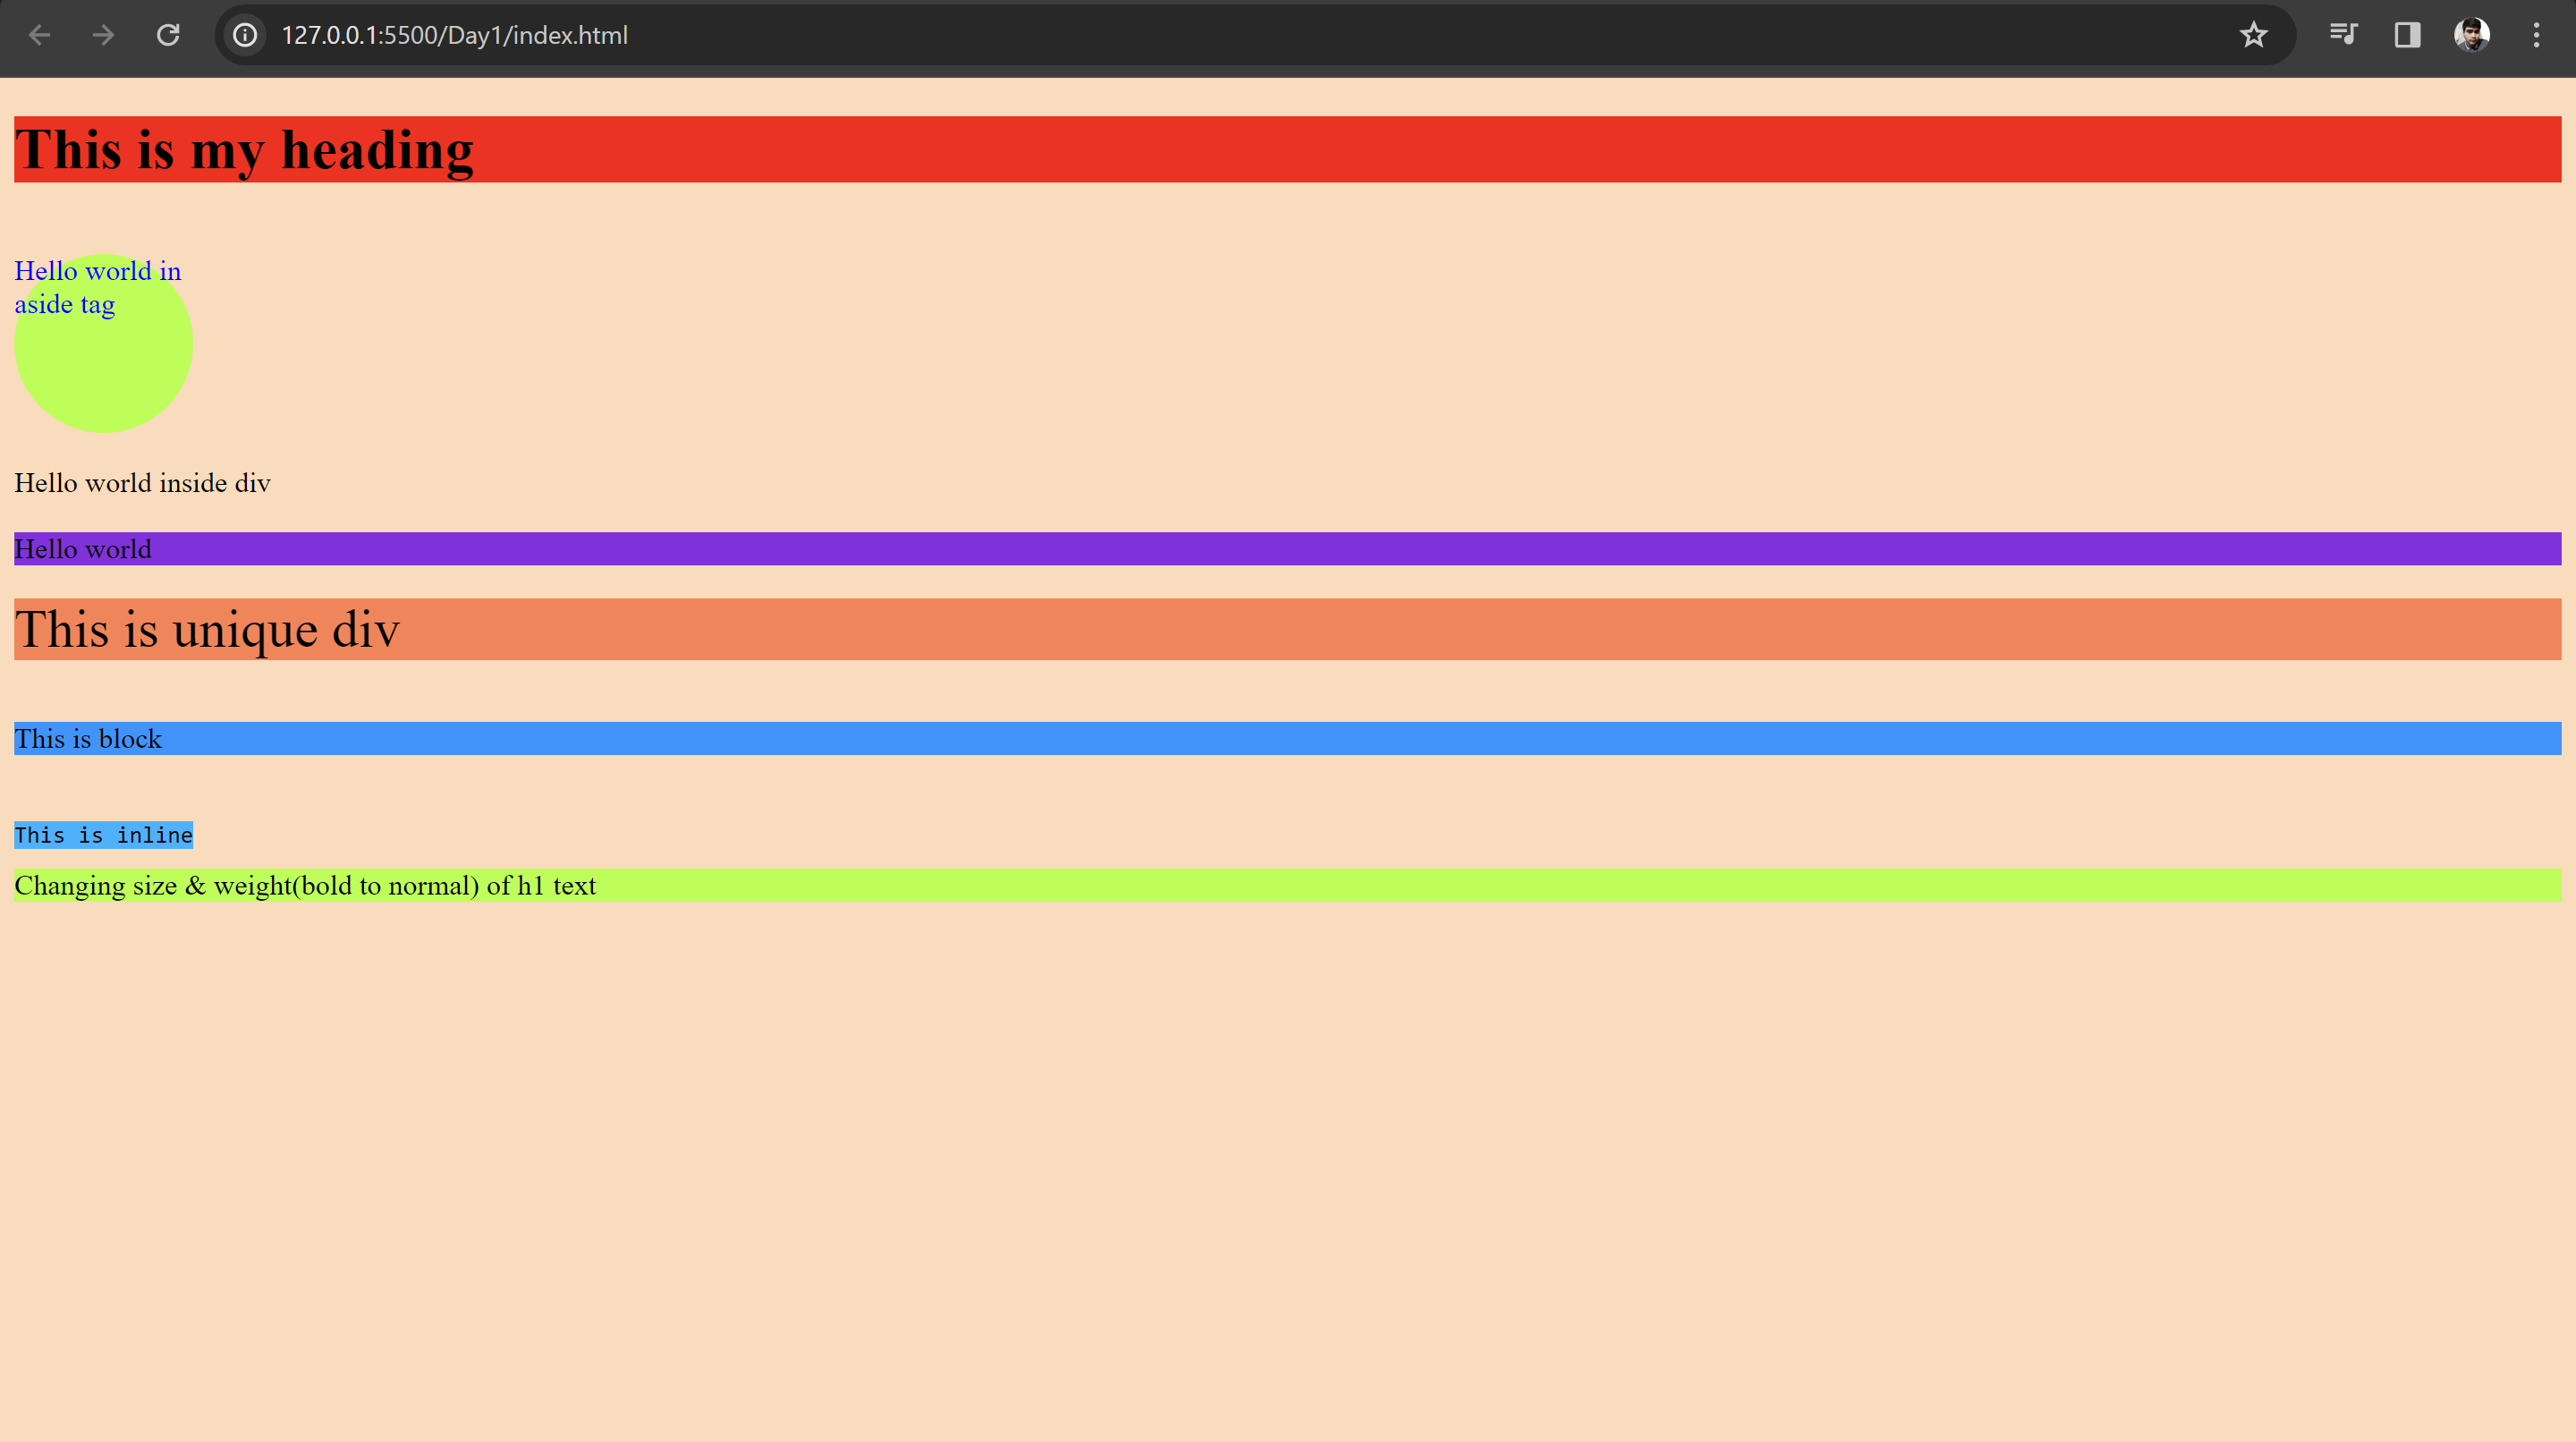 127.0.0.1:5500/Day1/index.html
This is my heading
Hello world in
aside tag
Hello world inside div
Hello world
This is unique div
This is block
This is inline
Changing size & weight(bold to normal) of h1 text